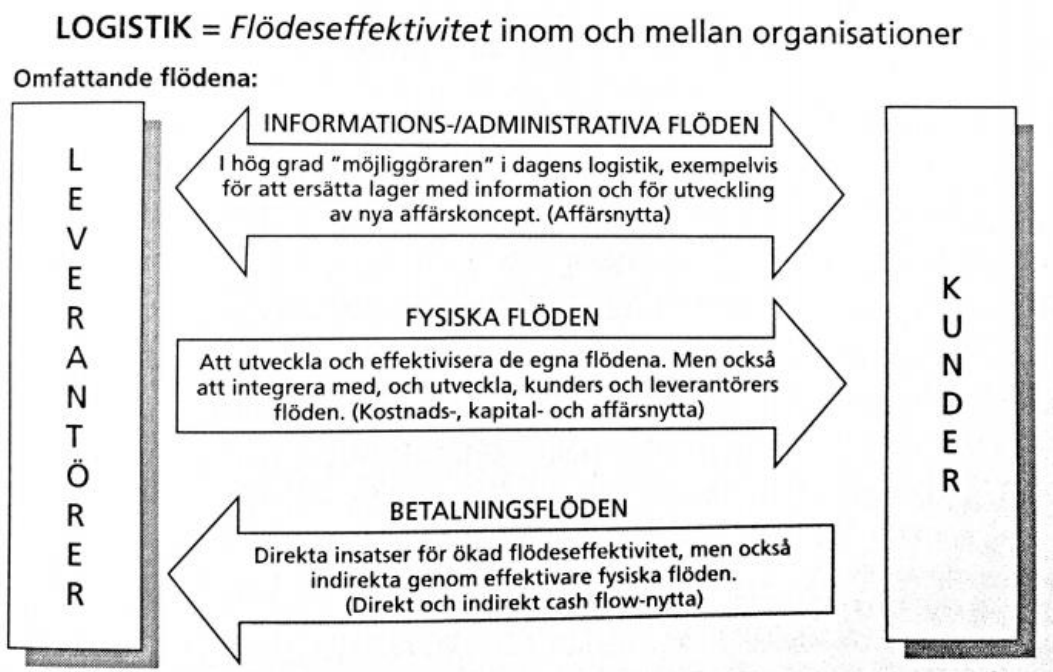 LOGISTIK = Flödeseffektivitet inom och mellan organisationer
Omfattande flödena:
LEVERANTÖRER
INFORMATIONS-/ADMINISTRATIVA FLÖDEN
I hög grad "möjliggöraren" i dagens logistik, exempelvis
för att ersätta lager med information och för utveckling
av nya affärskoncept. (Affärsnytta)
FYSISKA FLÖDEN
Att utveckla och effektivisera de egna flödena. Men också
att integrera med, och utveckla, kunders och leverantörers
flöden. (Kostnads-, kapital- och affärsnytta)
BETALNINGSFLÖDEN
Direkta insatser för ökad flödeseffektivitet, men också
indirekta genom effektivare fysiska flöden.
(Direkt och indirekt cash flow-nytta)
KUNDER